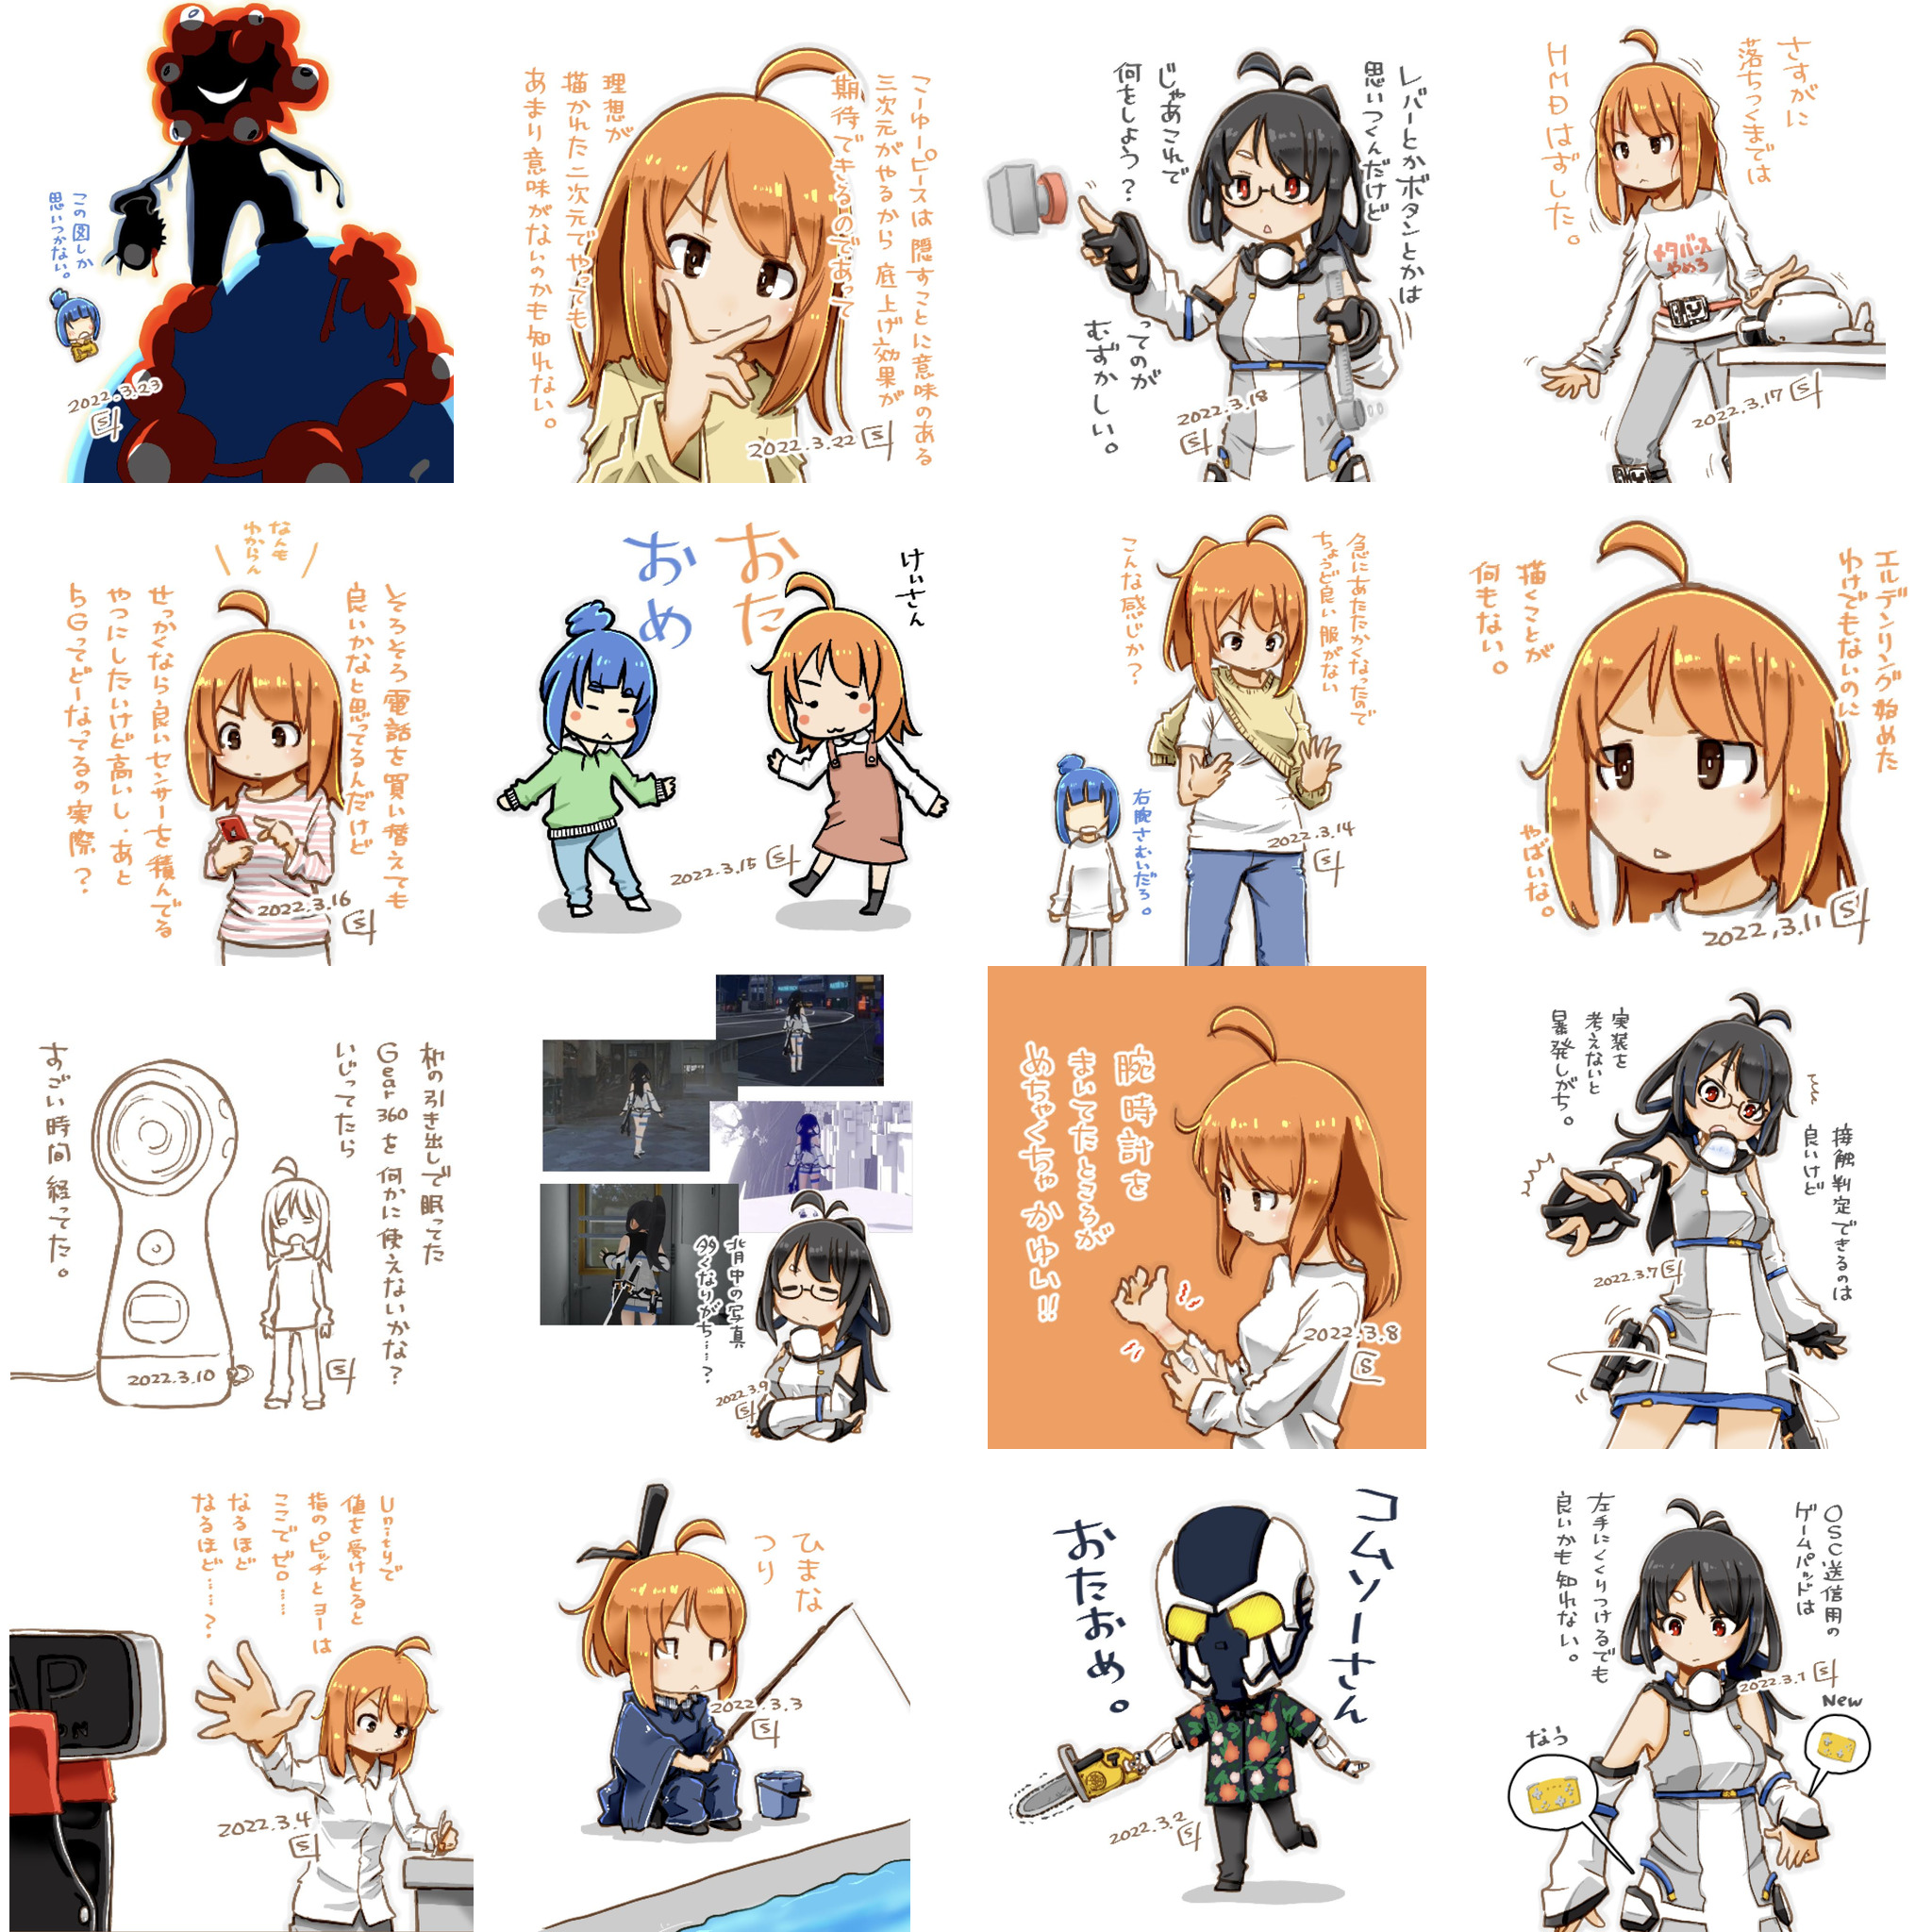 この図しか
思いつかない。
2022.3.23
こーゆーピースは隠すことに意味のある
三次元がやるから底上げ効果が
期待できるのであって
理想が
描かれた二次元でやっても
あまり意味がないのかも知れない。
2022.3.22
レバーとかボタンとかは
思いつくんだけど
じゃあこれで
何をしよう？
ってのが
むずかしい。
2022.3.18
さすがに
落ちつくまでは
HMDはずした。
メタバース
やめろ
2022.3.17
なんも
わからん
そろそろ電話を買い替えても
良いかなと思ってるんだけど
せっかくなら良いセンサーを積んでる
やつにしたいけど高いし、あと
5Gってどーなってるの実際？
2022.3.16
けいさん
おた
おめ
2022.3.15
急にあたたかくなったので
ちょうど良い服がない
こんな感じか？
右腕さむいだろ。
2022.3.14
エルデンリング始めた
わけでもないのに
描くことが
何もない。
やばいな。
2022.3.11
机の引き出しで眠ってた
Gear360を何かに使えないかな？
いじってたら
すごい時間経ってた。
2022.3.10
背中の写真
多くなりがち……？
2022.3.9
腕時計を
まいてたところが
めちゃくちゃかゆい!!
2022.3.8
実装を
考えないと
暴発しがち。
接触判定できるのは
良いけど
2022.3.7
Unityで
値を受けとると
指のピッチとヨーは
ここでゼロ…
なるほど
なるほど……？
2022.3.4
ひまな
つり
2022.3.3
コムソーさん
おたおめ。
2022.3.2
OSC送信用の
ゲームパッドは
左手にくくりつけるでも
良いかも知れない。
2022.3.1
New
なう